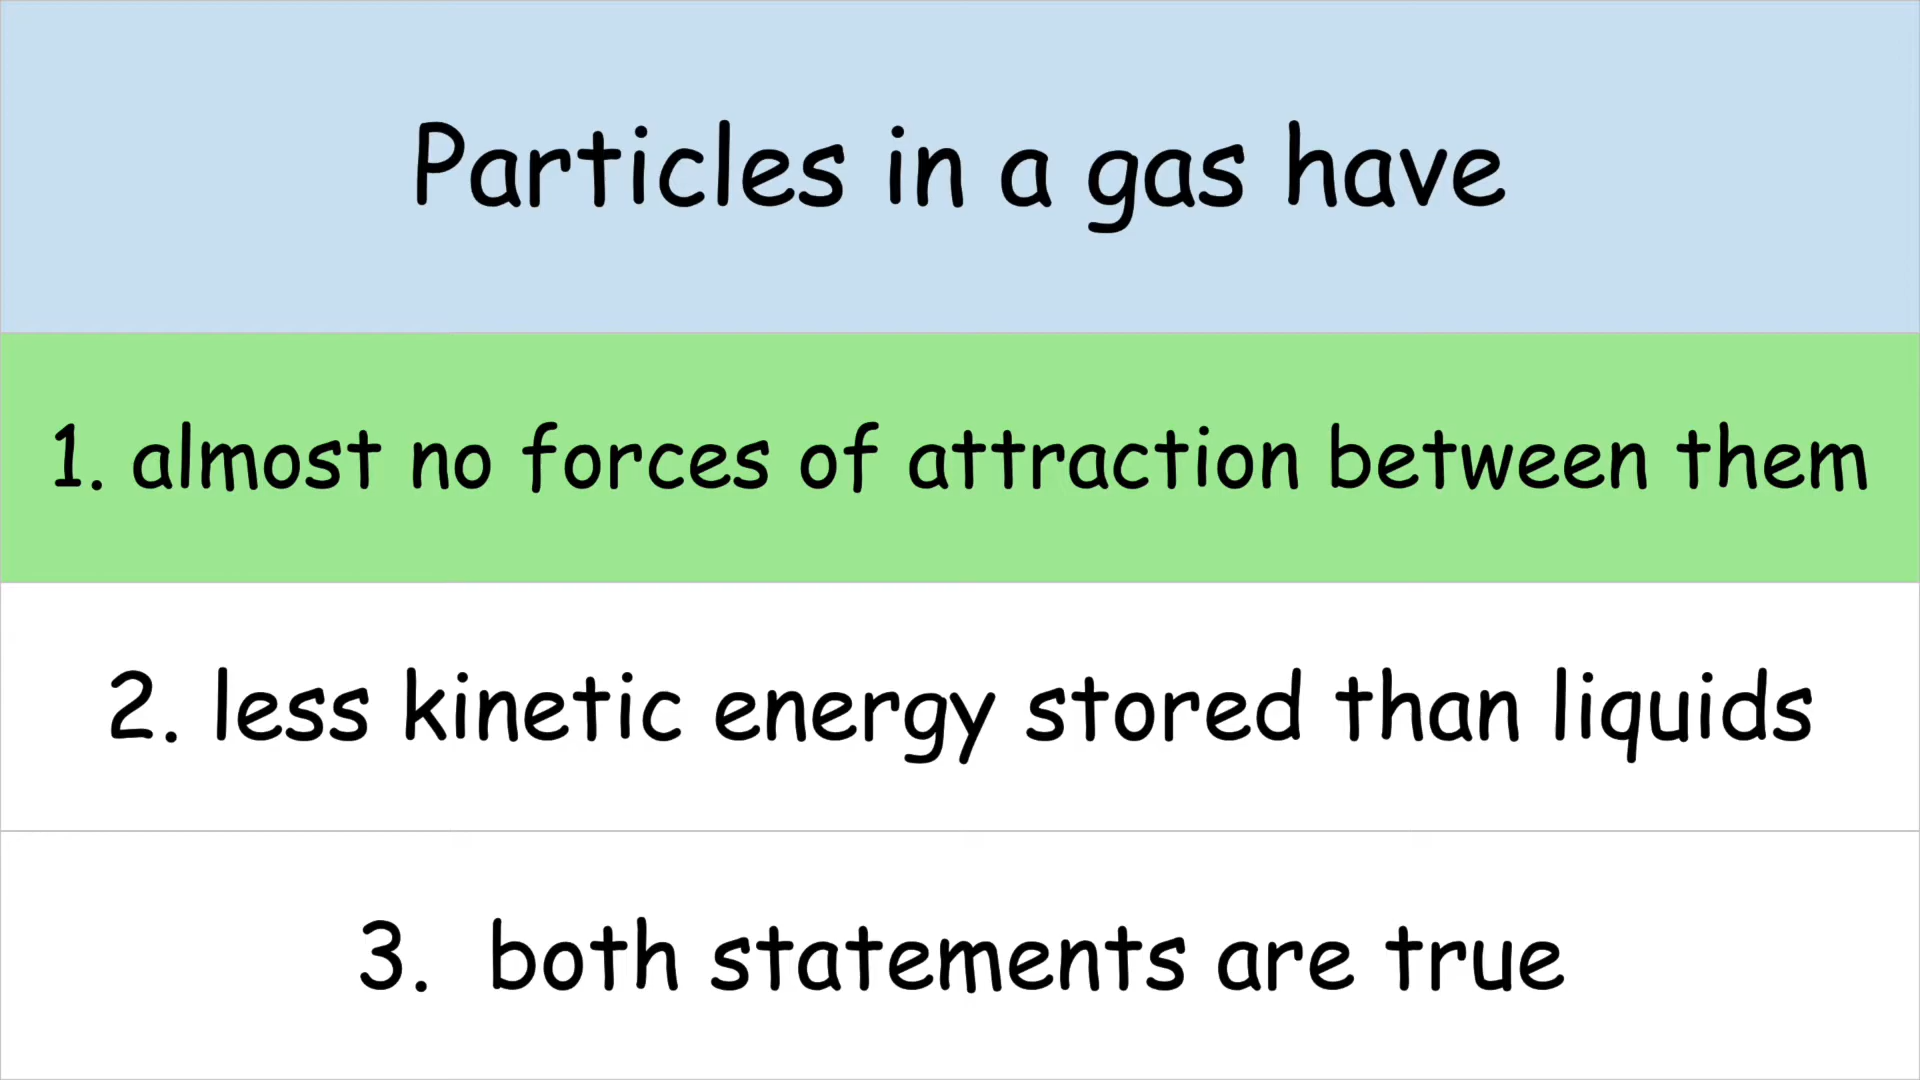 Particles in a gas have
1. almost no forces of attraction between them
2. less kinetic energy stored than liquids
3. both statements are true